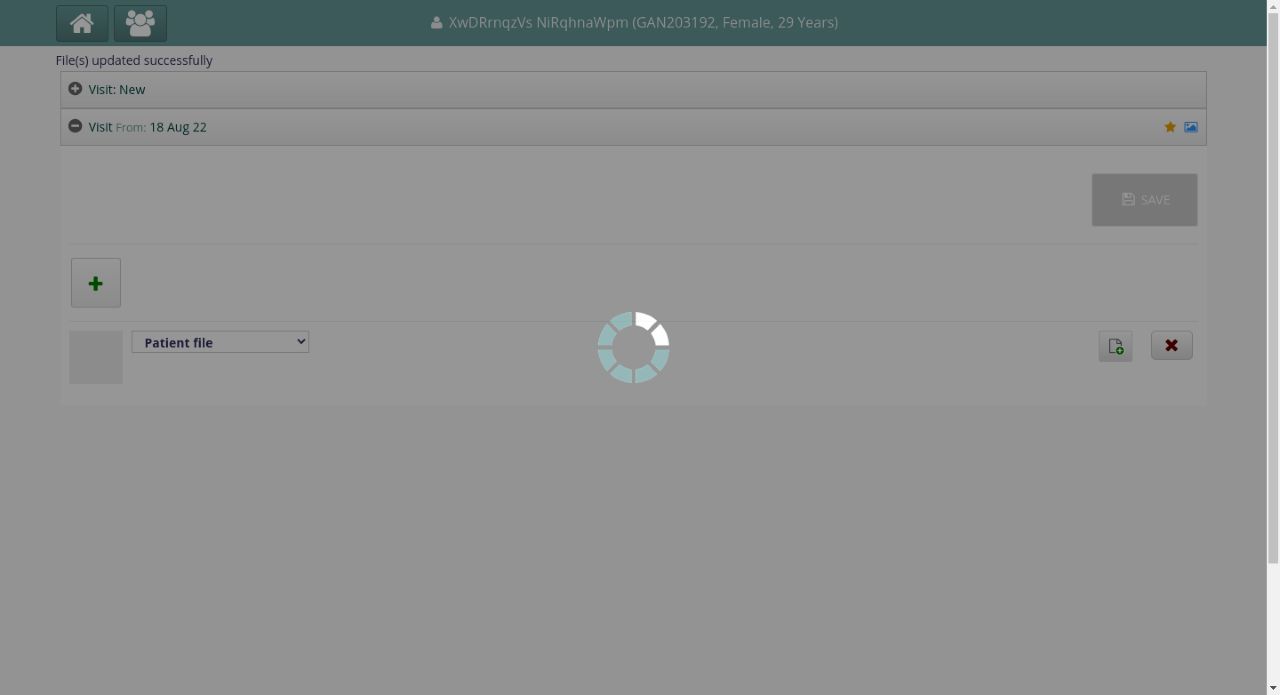 XwDRrnqzVs NiRqhnaWpm (GAN203192, Female, 29 Years)
File(s) updated successfully
Visit: New
Visit From: 18 Aug 22
SAVE
Patient file